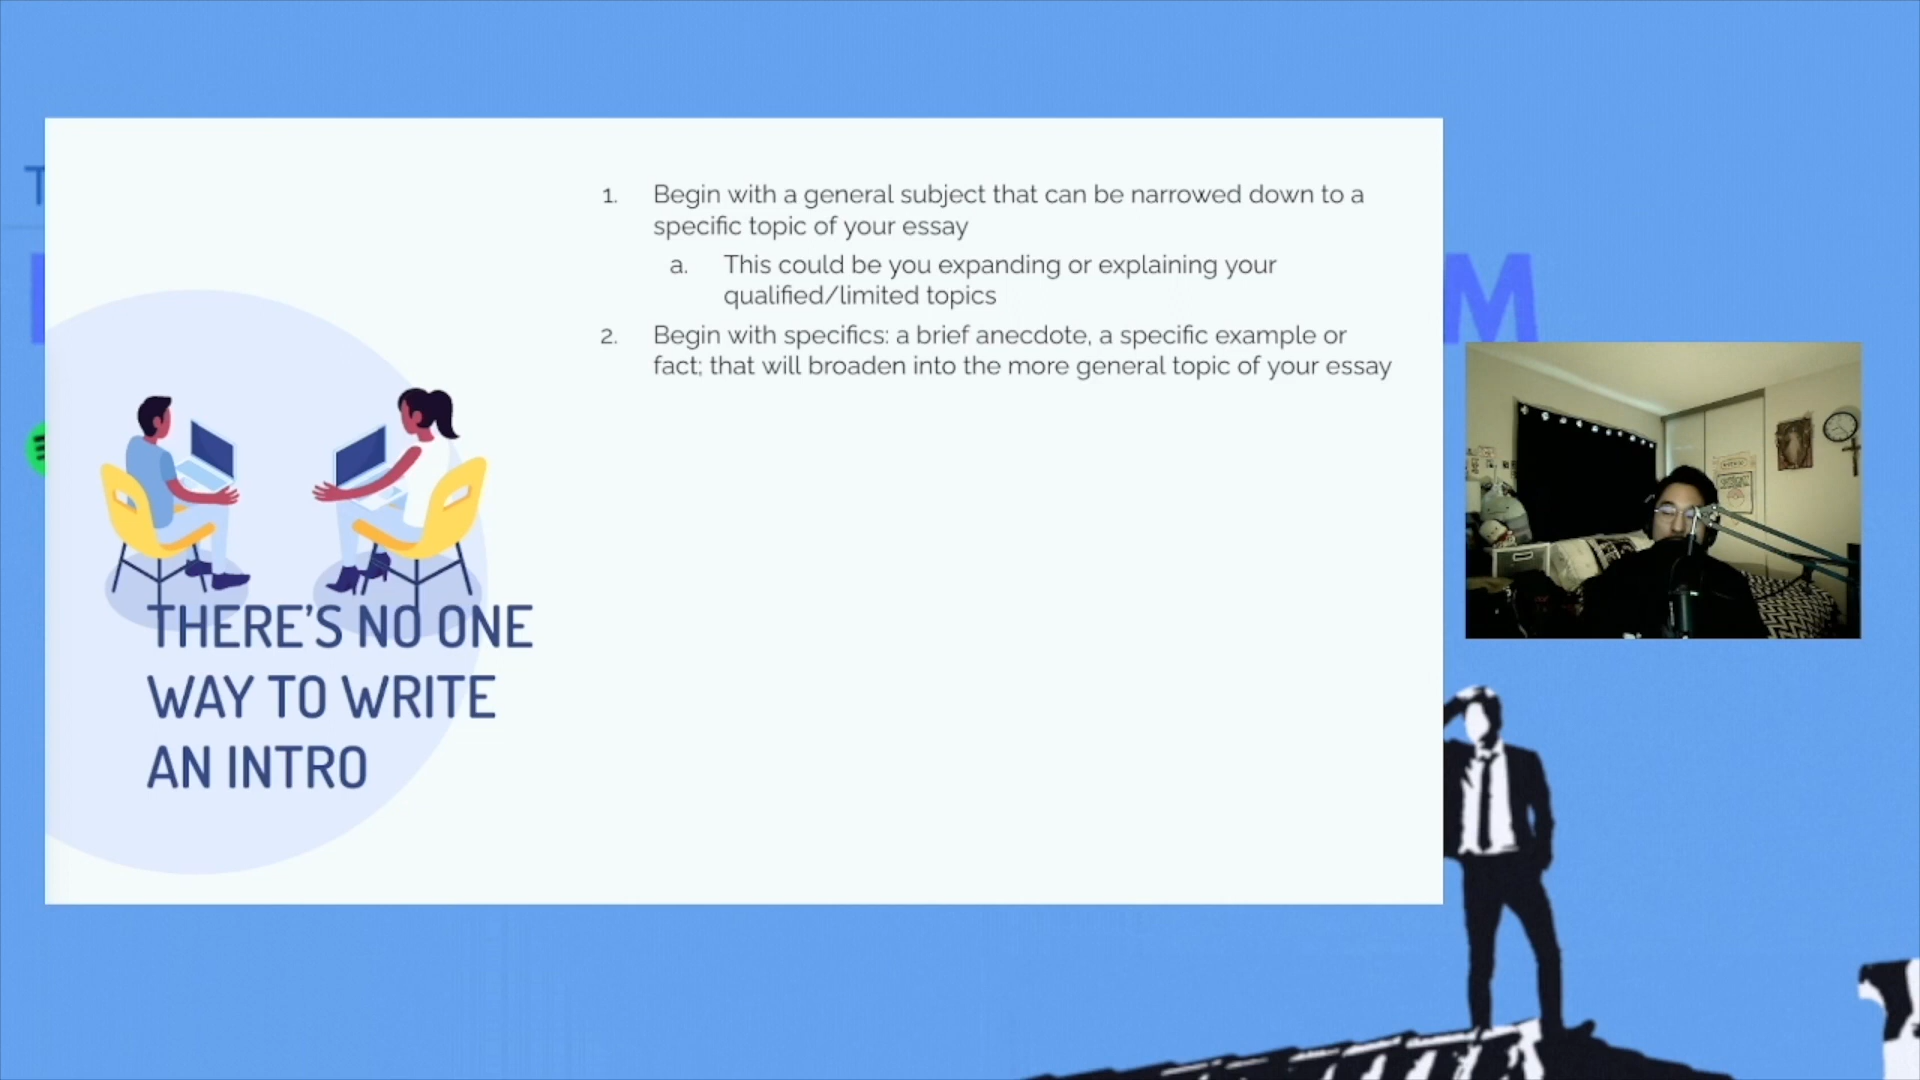 1. Begin with a general subject that can be narrowed down to a
specific topic of your essay
a. This could be you expanding or explaining your
qualified/limited topics
2. Begin with specifics: a brief anecdote, a specific example or
fact; that will broaden into the more general topic of your essay
THERE'S NO ONE
WAY TO WRITE
AN INTRO
T
M